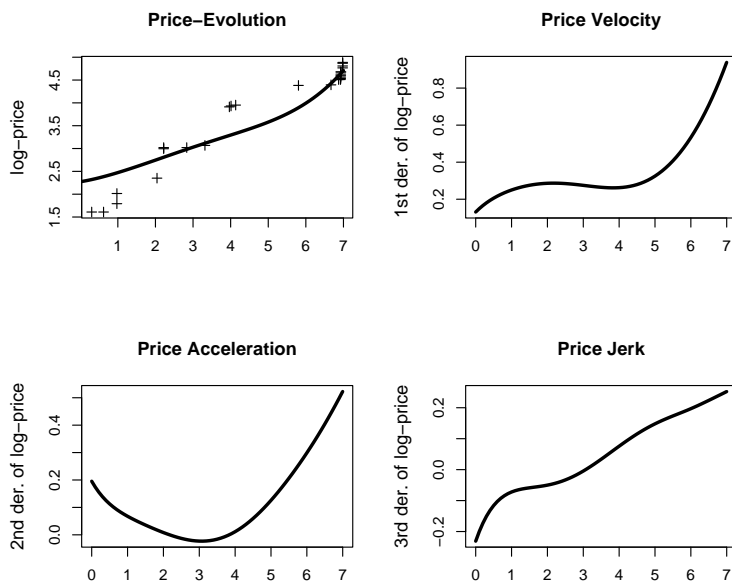 Price−Evolution
log−price
1.5 2.5 3.5 4.5
1 2 3 4 5 6 7
Price Velocity
1st der. of log−price
0.2 0.4 0.6 0.8
0 1 2 3 4 5 6 7
Price Acceleration
2nd der. of log−price
0.0 0.2 0.4
0 1 2 3 4 5 6 7
Price Jerk
3rd der. of log−price
−0.2 0.0 0.2
0 1 2 3 4 5 6 7